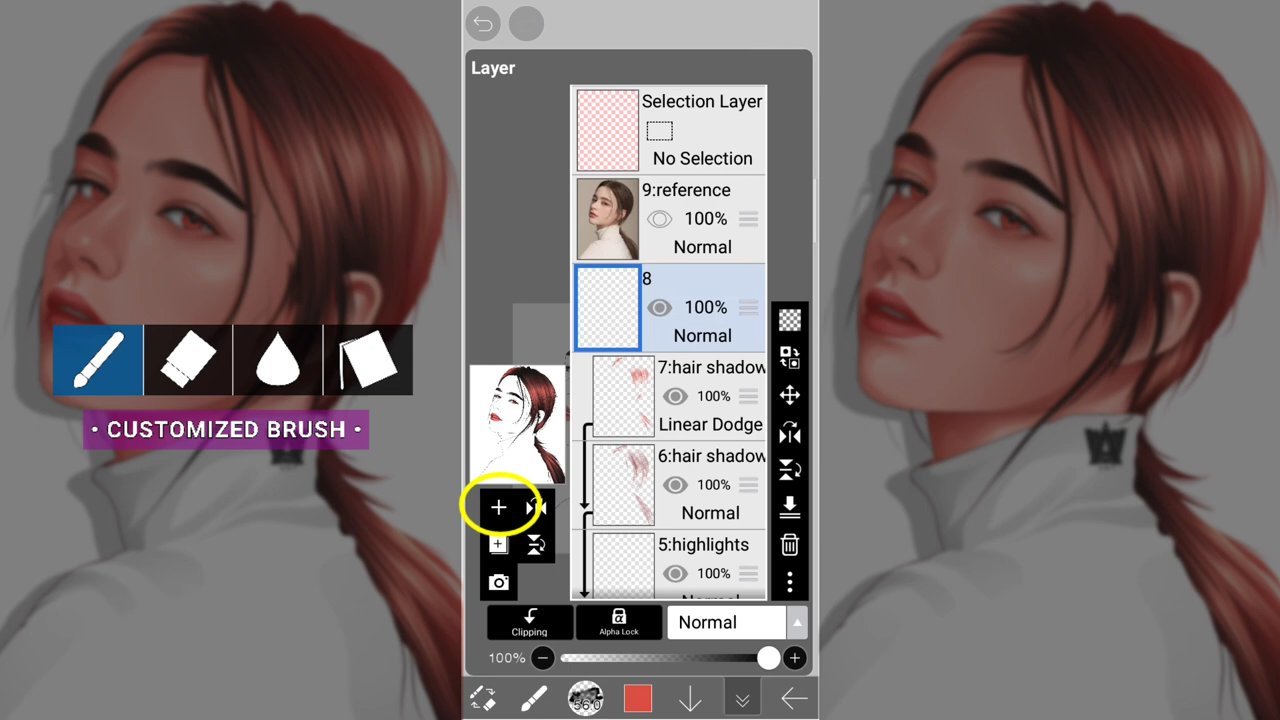 Layer
Selection Layer
No Selection
9:reference
100%
Normal
8
100%
Normal
7:hair shadow
100%
Linear Dodge
6:hair shadow
100%
Normal
5:highlights
100%
• CUSTOMIZED BRUSH •
Clipping
α
Alpha Lock
Normal
100%
56.0